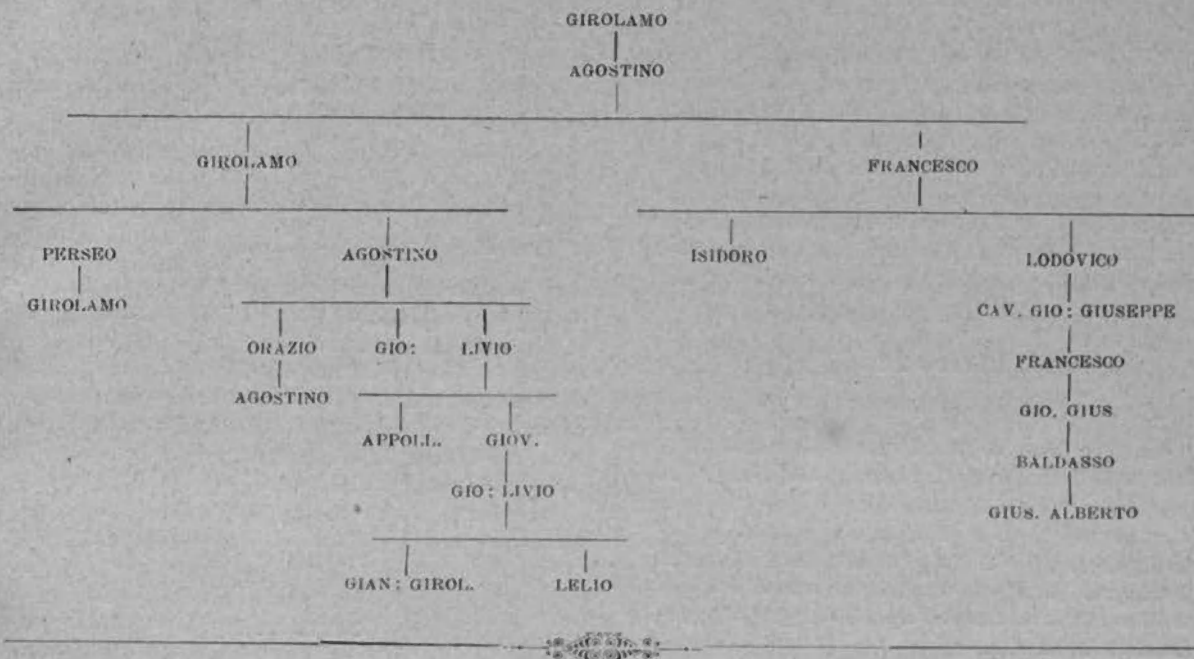 GIROLAMO
AGOSTINO
GIROLAMO FRANCESCO
PERSEO AGOSTINO ISIDORO LODOVICO
GIROLAMO CAV. GIO: GIUSEPPE
ORAZIO GIO: LIVIO
FRANCESCO
AGOSTINO
GIO. GIUS.
APPOLL. GIOV.
BALDASSO
GIO: LIVIO
GIUS. ALBERTO
GIAN: GIROL. LELIO